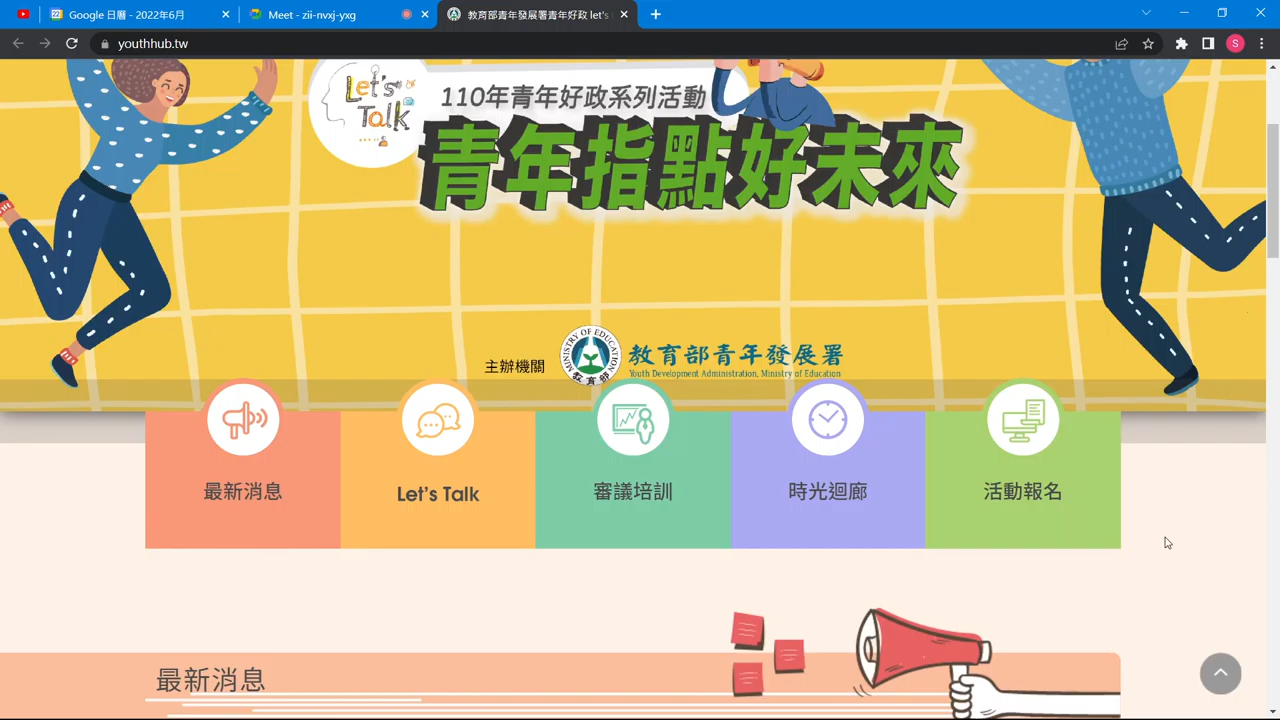 Google 日曆 - 2022年6月
Meet - zii-nvxj-yxg
教育部青年發展署青年好政 let's
youthhub.tw
S
Let's Talk
110年青年好政系列活動
青年指點好未來
主辦機關
MINISTRY OF EDUCATION
教育部
教育部青年發展署
Youth Development Administration, Ministry of Education
最新消息
Let's Talk
審議培訓
時光迴廊
活動報名
最新消息